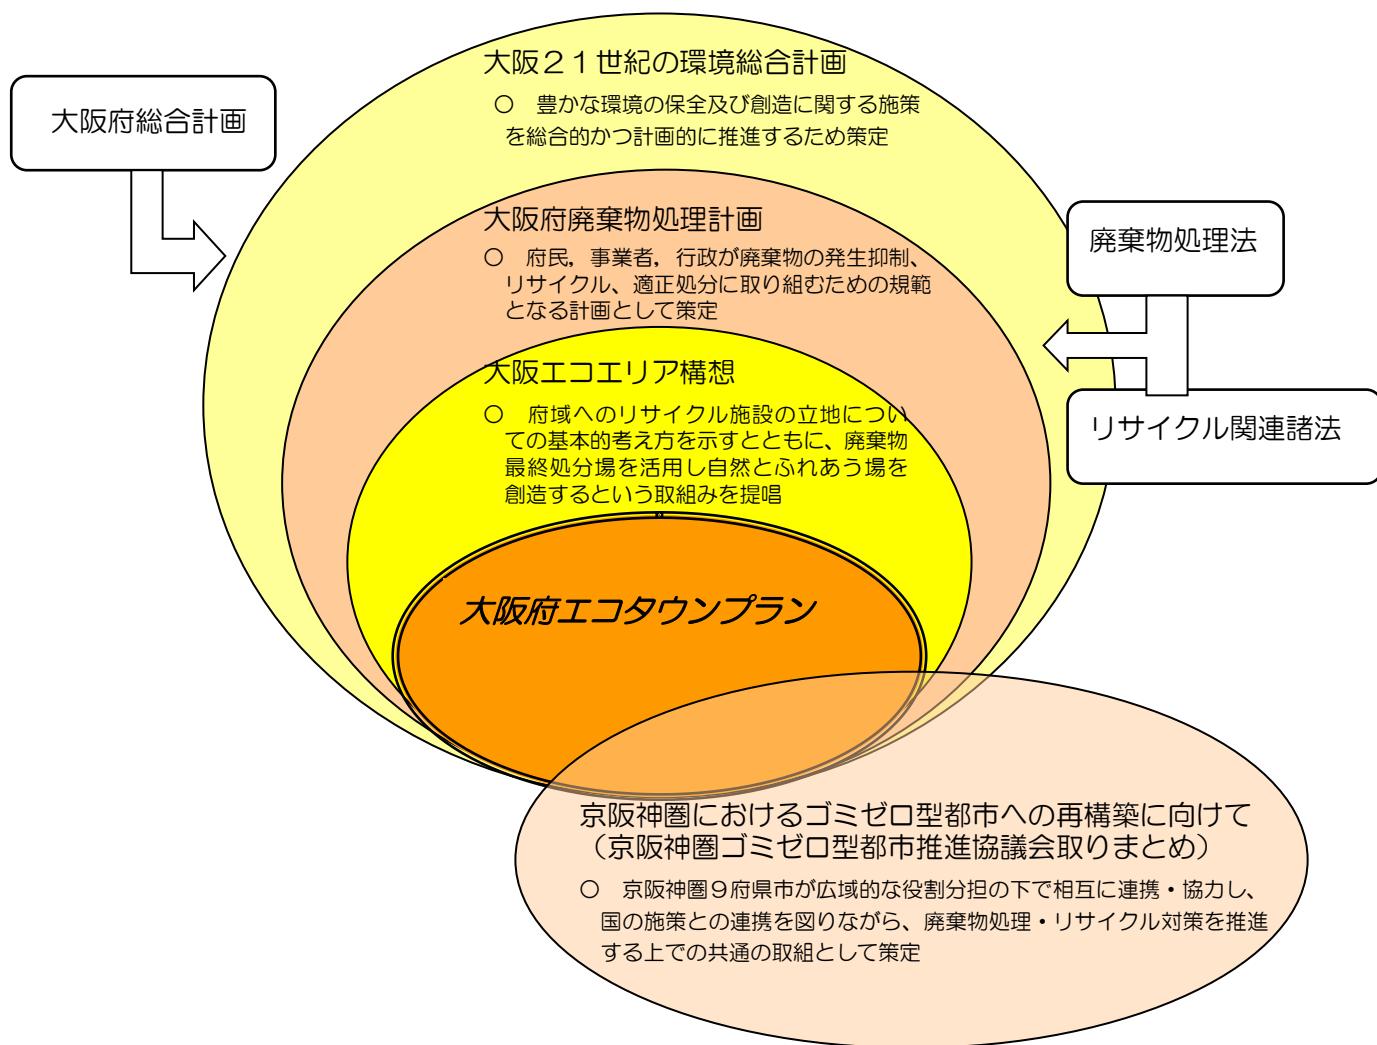 大阪２１世紀の環境総合計画
○　豊かな環境の保全及び創造に関する施策
を総合的かつ計画的に推進するため策定
大阪府総合計画
大阪府廃棄物処理計画
○　府民，事業者，行政が廃棄物の発生抑制、
リサイクル、適正処分に取り組むための規範
となる計画として策定
廃棄物処理法
大阪エコエリア構想
○　府域へのリサイクル施設の立地につい
ての基本的考え方を示すとともに、廃棄物
最終処分場を活用し自然とふれあう場を
創造するという取組みを提唱
リサイクル関連諸法
大阪府エコタウンプラン
京阪神圏におけるゴミゼロ型都市への再構築に向けて
（京阪神圏ゴミゼロ型都市推進協議会取りまとめ）
○　京阪神圏９府県市が広域的な役割分担の下で相互に連携・協力し、
国の施策との連携を図りながら、廃棄物処理・リサイクル対策を推進
する上での共通の取組として策定